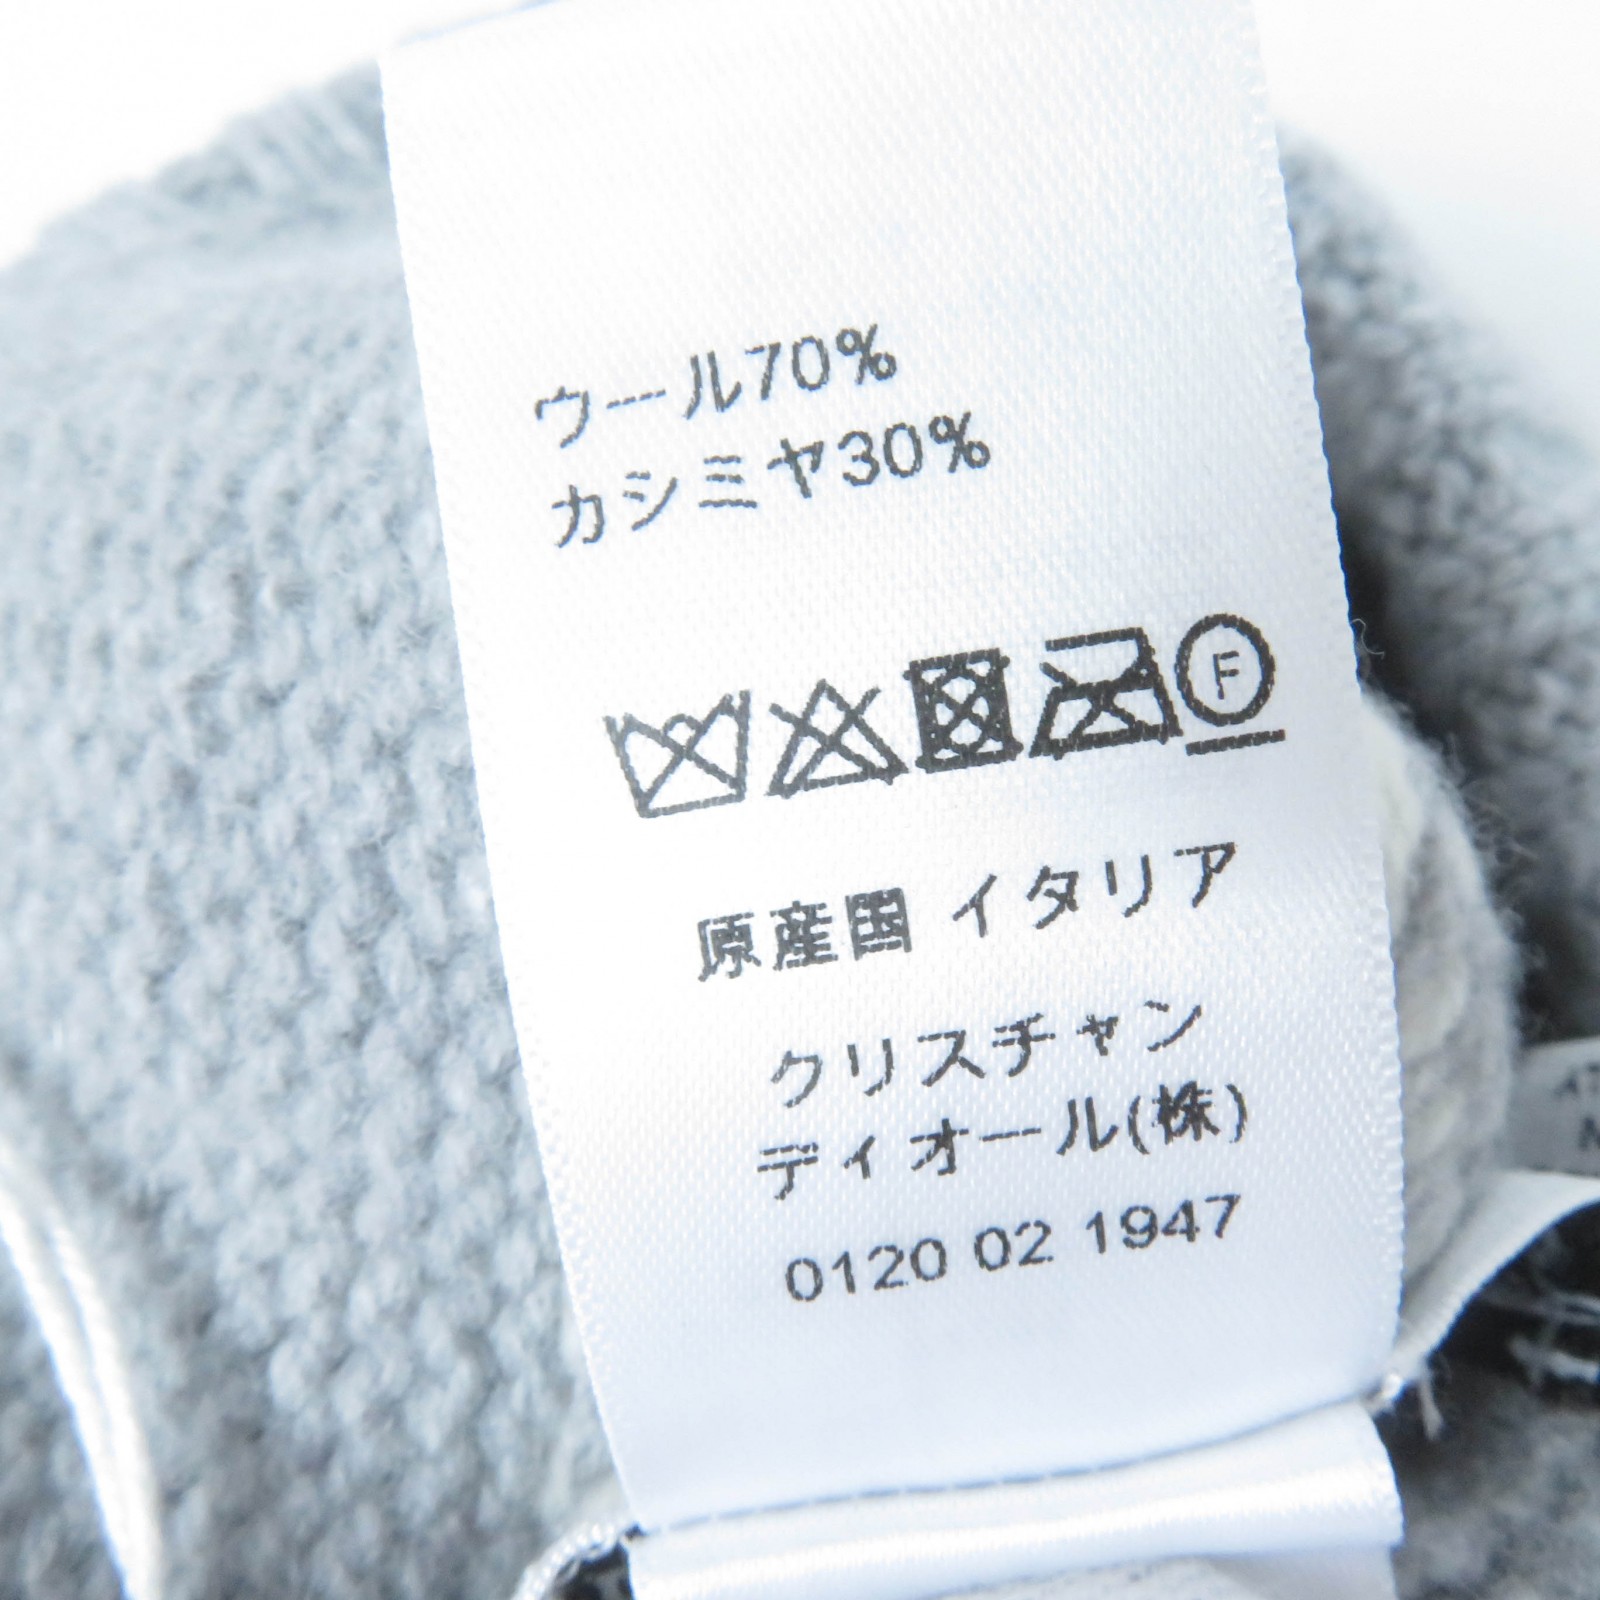 ウール70%
カシミヤ30%
F
原産国 イタリア
クリスチャン
ディオール(株)
0120 02 1947